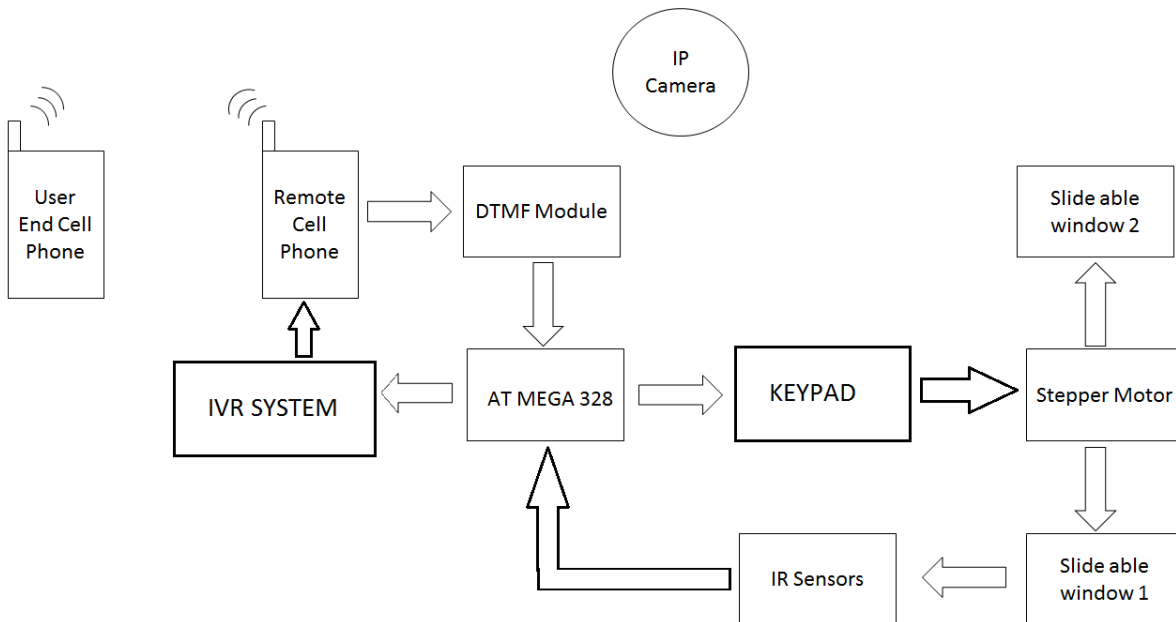 IP
Camera
User
End Cell
Phone
Remote
Cell
Phone
DTMF Module
Slide able
window 2
IVR SYSTEM
AT MEGA 328
KEYPAD
Stepper Motor
IR Sensors
Slide able
window 1